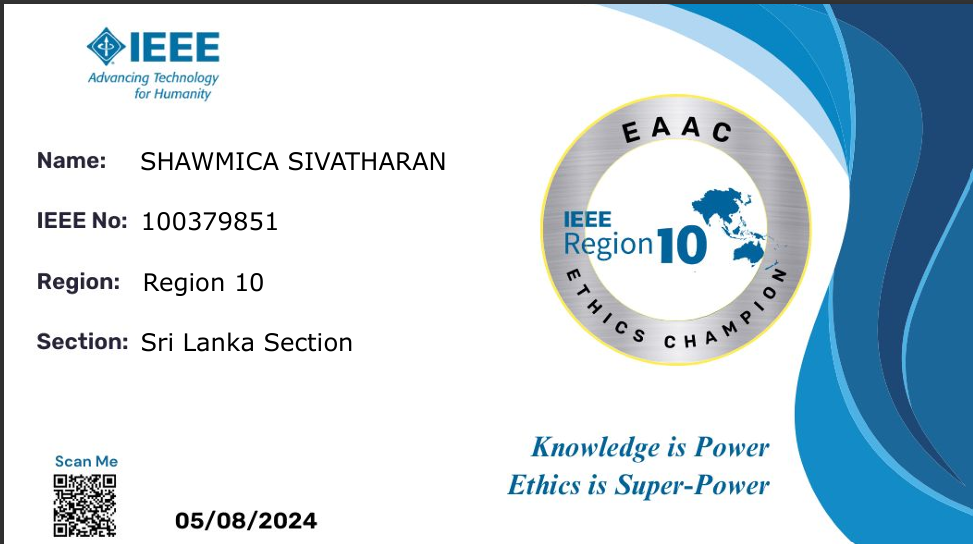 IEEE
Advancing Technology
for Humanity
Name: SHAWMICA SIVATHARAN
IEEE No: 100379851
Region: Region 10
Section: Sri Lanka Section
EAAC
IEEE
Region 10
ETHICS CHAMPION
Knowledge is Power
Ethics is Super-Power
Scan Me
05/08/2024